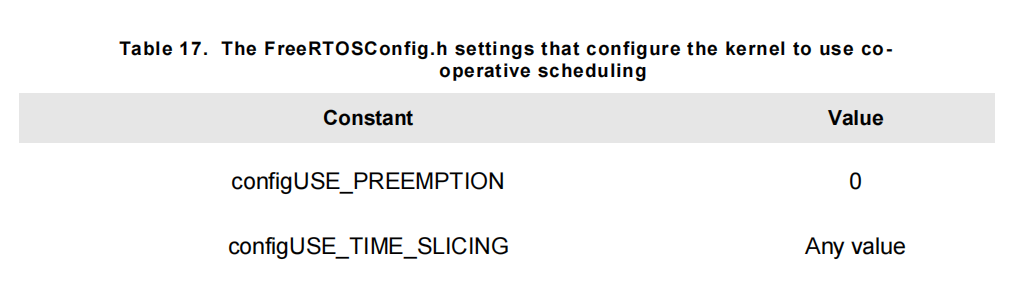 Table 17. The FreeRTOSConfig.h settings that configure the kernel to use co-
operative scheduling
Constant Value
configUSE_PREEMPTION 0
configUSE_TIME_SLICING Any value